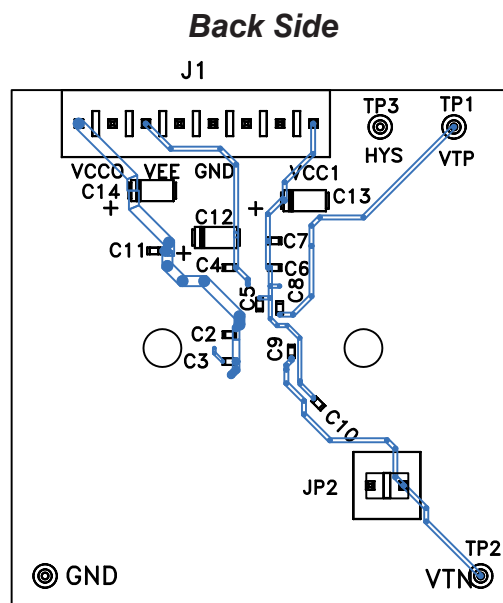 Back Side
J1
TP3
TP1
HYS
VTP
VCCO VEE GND VCC1
C14
C13
C12
C11
C7
C4
C6
C5
C8
C2
C9
C3
C10
JP2
TP2
GND
VTN